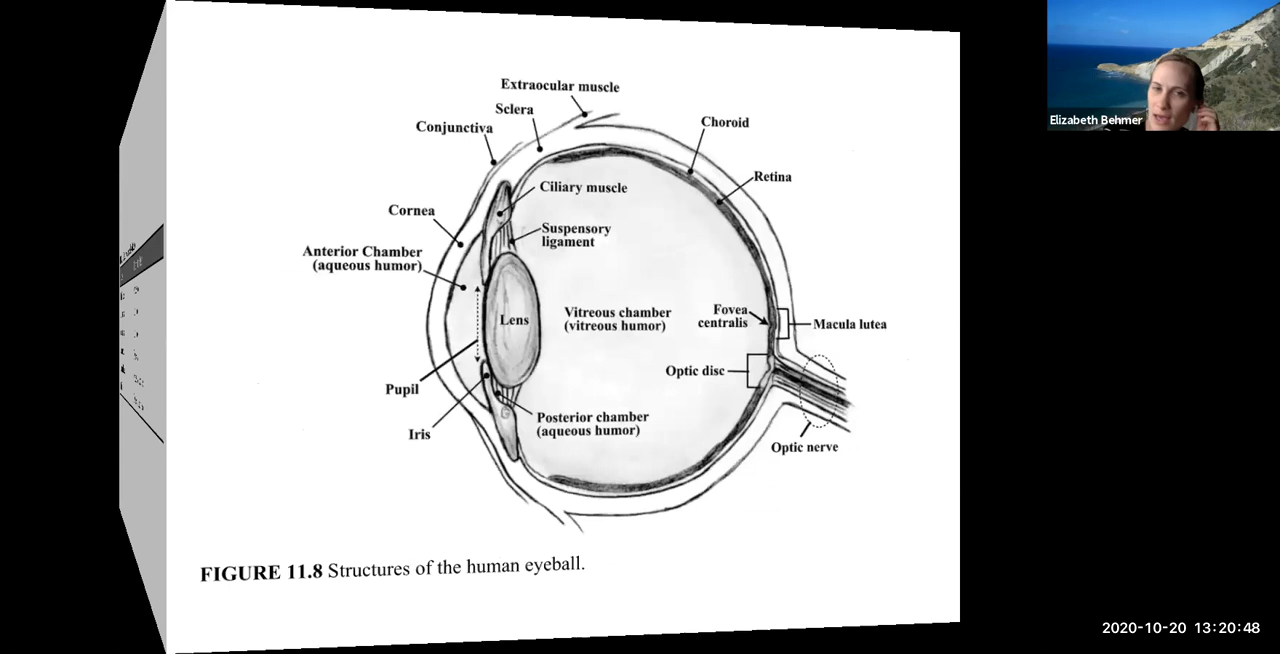 Extraocular muscle
Sclera
Conjunctiva
Choroid
Retina
Ciliary muscle
Cornea
Suspensory
ligament
Anterior Chamber
(aqueous humor)
Lens
Vitreous chamber
(vitreous humor)
Fovea
centralis
Macula lutea
Optic disc
Pupil
Iris
Posterior chamber
(aqueous humor)
Optic nerve
FIGURE 11.8 Structures of the human eyeball.
Elizabeth Behmer
2020-10-20 13:20:48